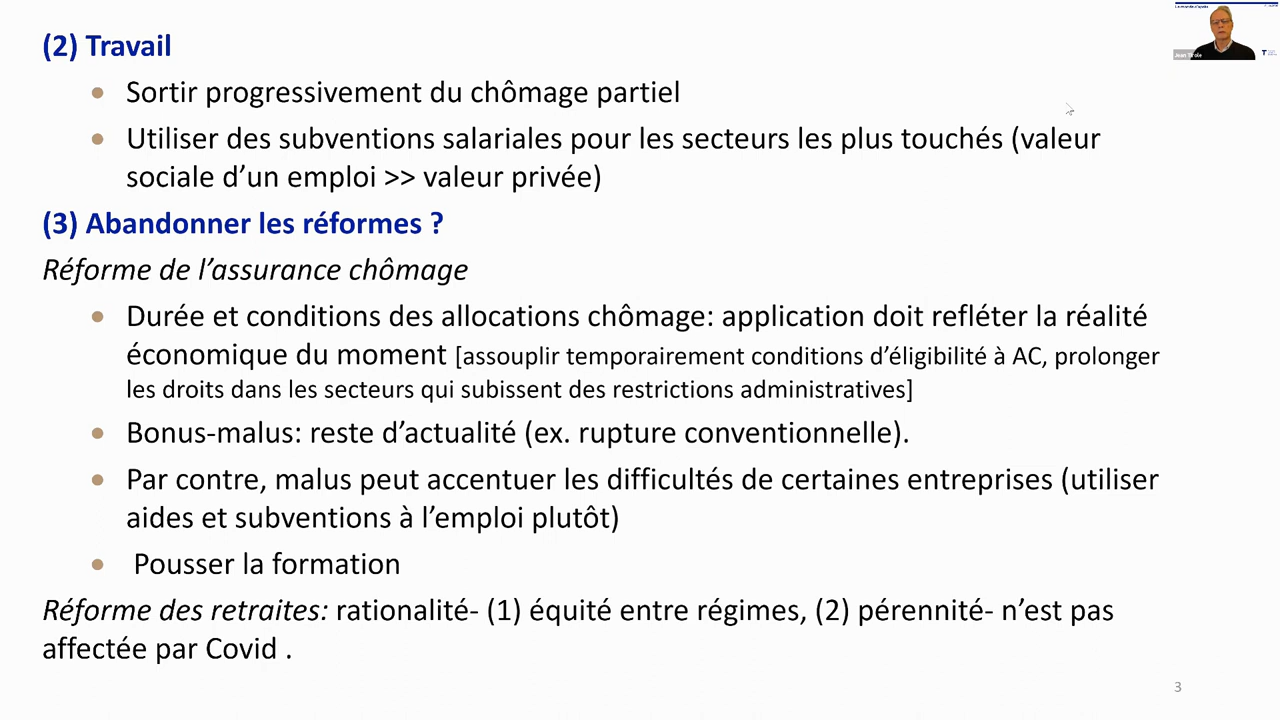 (2) Travail
Sortir progressivement du chômage partiel
Utiliser des subventions salariales pour les secteurs les plus touchés (valeur
sociale d’un emploi >> valeur privée)
(3) Abandonner les réformes ?
Réforme de l’assurance chômage
Durée et conditions des allocations chômage: application doit refléter la réalité
économique du moment [assouplir temporairement conditions d’éligibilité à AC, prolonger
les droits dans les secteurs qui subissent des restrictions administratives]
Bonus-malus: reste d’actualité (ex. rupture conventionnelle).
Par contre, malus peut accentuer les difficultés de certaines entreprises (utiliser
aides et subventions à l’emploi plutôt)
Pousser la formation
Réforme des retraites: rationalité- (1) équité entre régimes, (2) pérennité- n’est pas
affectée par Covid .
3
Jean Tirole